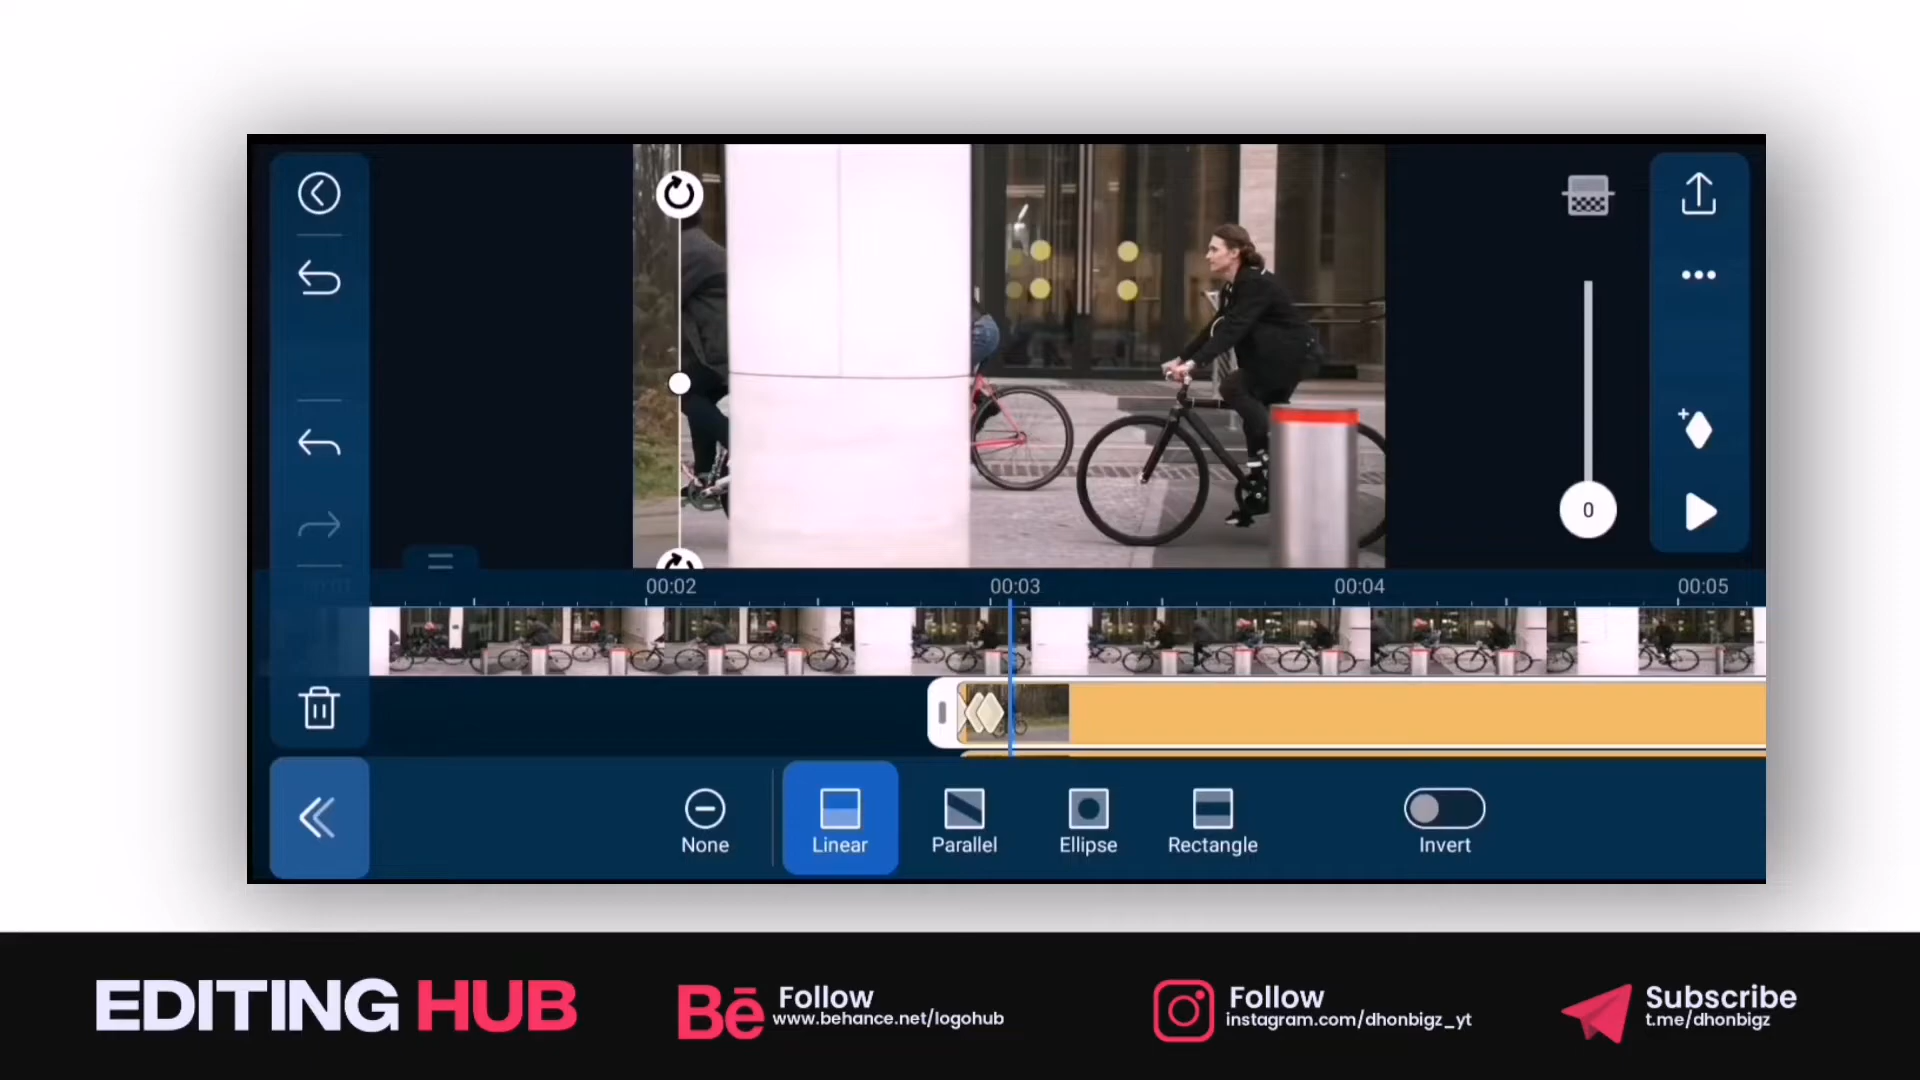 0
00:02
00:03
00:04
00:05
None
Linear
Parallel
Ellipse
Rectangle
Invert
EDITING HUB
Bē
Follow
www.behance.net/logohub
Follow
instagram.com/dhonbigz_yt
Subscribe
t.me/dhonbigz